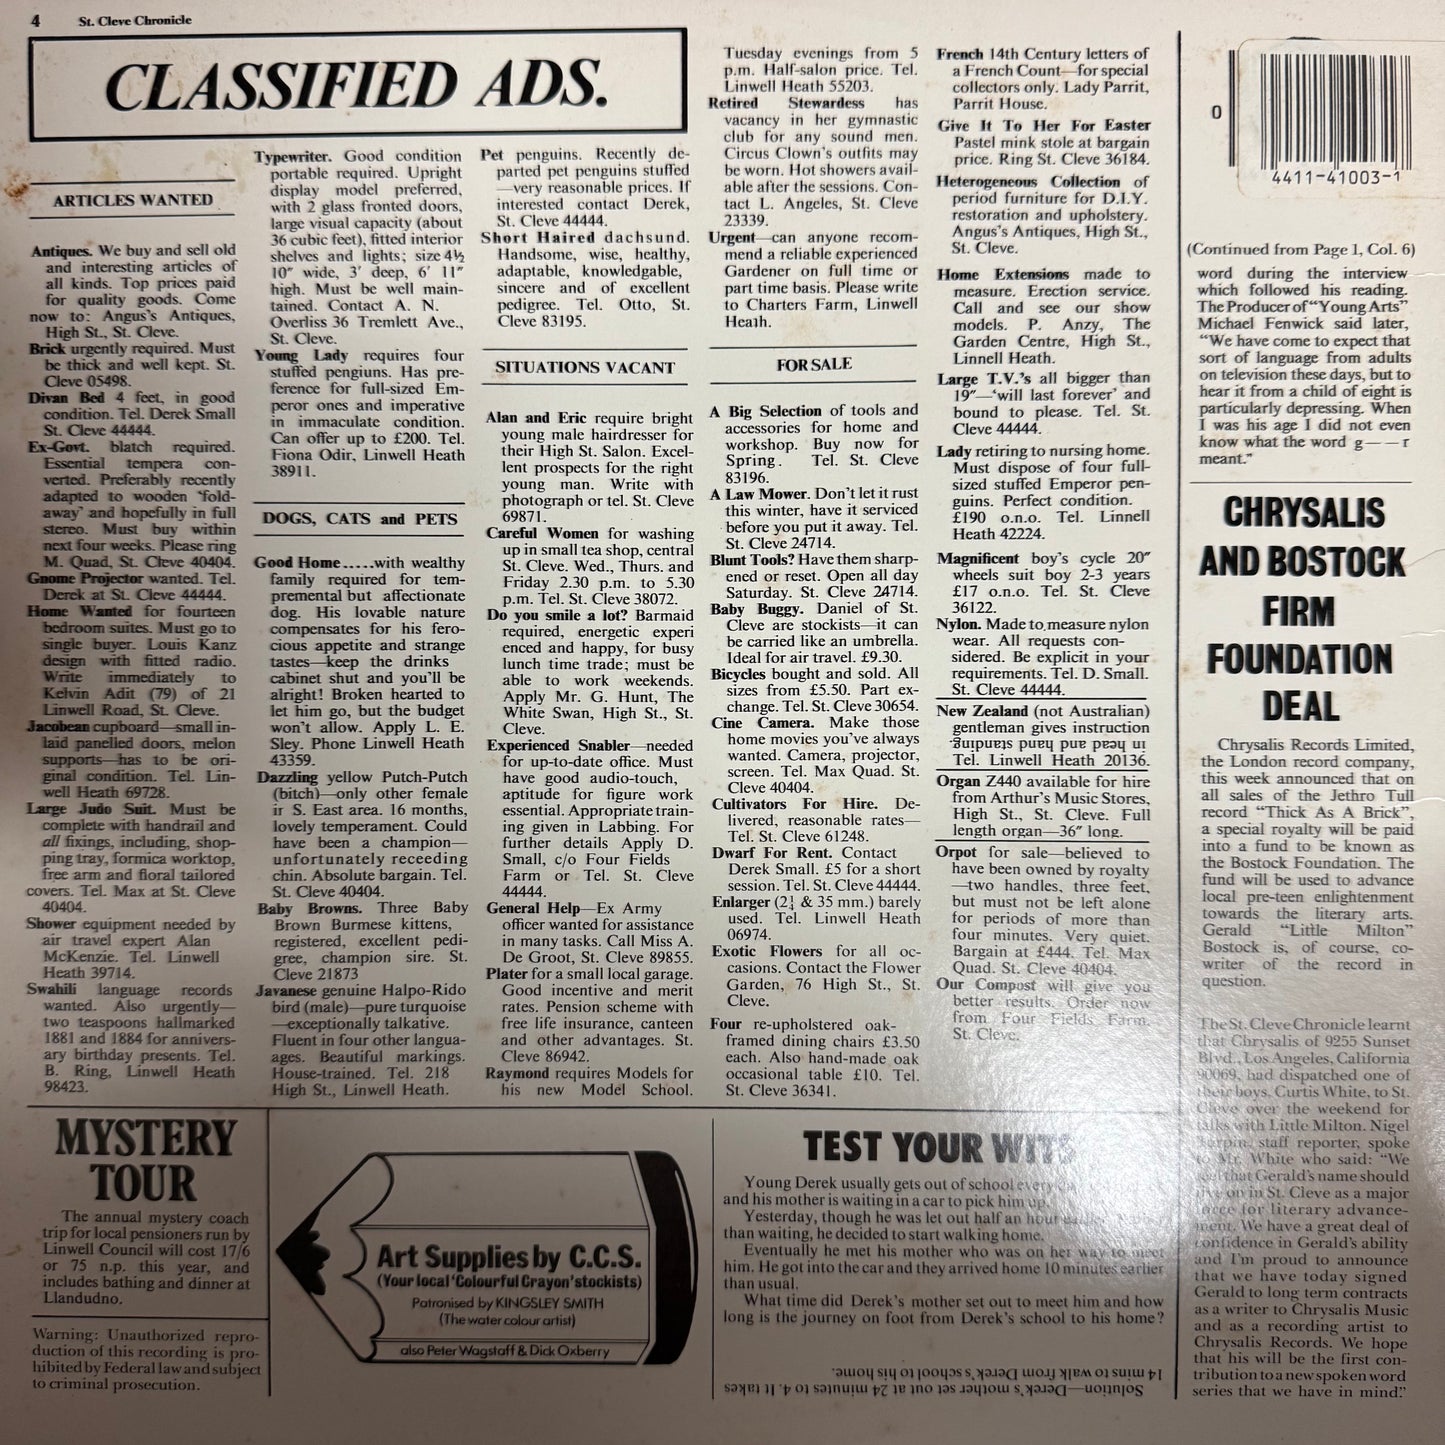 4 St. Cleve Chronicle
CLASSIFIED ADS.
ARTICLES WANTED
Antiques. We buy and sell old
and interesting articles of
all kinds. Top prices paid
for quality goods. Come
now to: Angus's Antiques,
High St., St. Cleve.
Brick urgently required. Must
be thick and well kept. St.
Cleve 05498.
Divan Bed 4 feet, in good
condition. Tel. Derek Small
St. Cleve 44444.
Ex-Govt. blatch required.
Essential tempera con-
verted. Preferably recently
adapted to wooden 'fold-
away' and hopefully in full
stereo. Must buy within
next four weeks. Please ring
M. Quad, St. Cleve 40404.
Gnome Projector wanted. Tel.
Derek at St. Cleve 44444.
Home Wanted for fourteen
bedroom suites. Must go to
single buyer. Louis Kanz
design with fitted radio.
Write immediately to
Kelvin Adit (79) of 21
Linwell Road, St. Cleve.
Jacobean cupboard—small in-
laid panelled doors, melon
supports—has to be ori-
ginal condition. Tel. Lin-
well Heath 69728.
Large Judo Suit. Must be
complete with handrail and
all fixings, including, shop-
ping tray, formica worktop,
free arm and floral tailored
covers. Tel. Max at St. Cleve
40404.
Shower equipment needed by
air travel expert Alan
McKenzie. Tel. Linwell
Heath 39714.
Swahili language records
wanted. Also urgently—
two teaspoons hallmarked
1881 and 1884 for annivers-
ary birthday presents. Tel.
B. Ring, Linwell Heath
98423.
Typewriter. Good condition
portable required. Upright
display model preferred,
with 2 glass fronted doors,
large visual capacity (about
36 cubic feet), fitted interior
shelves and lights; size 4½
10" wide, 3' deep, 6' 11"
high. Must be well main-
tained. Contact A. N.
Overliss 36 Tremlett Ave.,
St. Cleve.
Young Lady requires four
stuffed pengiuns. Has pre-
ference for full-sized Em-
peror ones and imperative
in immaculate condition.
Can offer up to £200. Tel.
Fiona Odir, Linwell Heath
38911.
DOGS, CATS and PETS
Good Home.....with wealthy
family required for tem-
premental but affectionate
dog. His lovable nature
compensates for his fero-
cious appetite and strange
tastes—keep the drinks
cabinet shut and you'll be
alright! Broken hearted to
let him go, but the budget
won't allow. Apply L. E.
Sley. Phone Linwell Heath
43359.
Dazzling yellow Putch-Putch
(bitch)—only other female
ir S. East area. 16 months,
lovely temperament. Could
have been a champion—
unfortunately receeding
chin. Absolute bargain. Tel.
St. Cleve 40404.
Baby Browns. Three Baby
Brown Burmese kittens,
registered, excellent pedi-
gree, champion sire. St.
Cleve 21873
Javanese genuine Halpo-Rido
bird (male)—pure turquoise
—exceptionally talkative.
Fluent in four other langua-
ages. Beautiful markings.
House-trained. Tel. 218
High St., Linwell Heath.
Pet penguins. Recently de-
parted pet penguins stuffed
—very reasonable prices. If
interested contact Derek,
St. Cleve 44444.
Short Haired dachsund.
Handsome, wise, healthy,
adaptable, knowledgable,
sincere and of excellent
pedigree. Tel. Otto, St.
Cleve 83195.
SITUATIONS VACANT
Alan and Eric require bright
young male hairdresser for
their High St. Salon. Excel-
lent prospects for the right
young man. Write with
photograph or tel. St. Cleve
69871.
Careful Women for washing
up in small tea shop, central
St. Cleve. Wed., Thurs. and
Friday 2.30 p.m. to 5.30
p.m. Tel. St. Cleve 38072.
Do you smile a lot? Barmaid
required, energetic experi
enced and happy, for busy
lunch time trade; must be
able to work weekends.
Apply Mr. G. Hunt, The
White Swan, High St., St.
Cleve.
Experienced Snabler—needed
for up-to-date office. Must
have good audio-touch,
aptitude for figure work
essential. Appropriate train-
ing given in Labbing. For
further details Apply D.
Small, c/o Four Fields
Farm or Tel. St. Cleve
44444.
General Help—Ex Army
officer wanted for assistance
in many tasks. Call Miss A.
De Groot, St. Cleve 89855.
Plater for a small local garage.
Good incentive and merit
rates. Pension scheme with
free life insurance, canteen
and other advantages. St.
Cleve 86942.
Raymond requires Models for
his new Model School.
Tuesday evenings from 5
p.m. Half-salon price. Tel.
Linwell Heath 55203.
Retired Stewardess has
vacancy in her gymnastic
club for any sound men.
Circus Clown's outfits may
be worn. Hot showers avail-
able after the sessions. Con-
tact L. Angeles, St. Cleve
23339.
Urgent—can anyone recom-
mend a reliable experienced
Gardener on full time or
part time basis. Please write
to Charters Farm, Linwell
Heath.
FOR SALE
A Big Selection of tools and
accessories for home and
workshop. Buy now for
Spring. Tel. St. Cleve
83196.
A Law Mower. Don't let it rust
this winter, have it serviced
before you put it away. Tel.
St. Cleve 24714.
Blunt Tools? Have them sharp-
ened or reset. Open all day
Saturday. St. Cleve 24714.
Baby Buggy. Daniel of St.
Cleve are stockists—it can
be carried like an umbrella.
Ideal for air travel. £9.30.
Bicycles bought and sold. All
sizes from £5.50. Part ex-
change. Tel. St. Cleve 30654.
Cine Camera. Make those
home movies you've always
wanted. Camera, projector,
screen. Tel. Max Quad. St.
Cleve 40404.
Cultivators For Hire. De-
livered, reasonable rates—
Tel. St. Cleve 61248.
Dwarf For Rent. Contact
Derek Small. £5 for a short
session. Tel. St. Cleve 44444.
Enlarger (2¼ & 35 mm.) barely
used. Tel. Linwell Heath
06974.
Exotic Flowers for all oc-
casions. Contact the Flower
Garden, 76 High St., St.
Cleve.
Four re-upholstered oak-
framed dining chairs £3.50
each. Also hand-made oak
occasional table £10. Tel.
St. Cleve 36341.
French 14th Century letters of
a French Count—for special
collectors only. Lady Parrit,
Parrit House.
Give It To Her For Easter
Pastel mink stole at bargain
price. Ring St. Cleve 36184.
Heterogeneous Collection of
period furniture for D.I.Y.
restoration and upholstery.
Angus's Antiques, High St.,
St. Cleve.
Home Extensions made to
measure. Erection service.
Call and see our show
models. P. Anzy, The
Garden Centre, High St.,
Linnell Heath.
Large T.V.'s all bigger than
19"—'will last forever' and
bound to please. Tel. St.
Cleve 44444.
Lady retiring to nursing home.
Must dispose of four full-
sized stuffed Emperor pen-
guins. Perfect condition.
£190 o.n.o. Tel. Linnell
Heath 42224.
Magnificent boy's cycle 20"
wheels suit boy 2-3 years
£17 o.n.o. Tel. St. Cleve
36122.
Nylon. Made to measure nylon
wear. All requests con-
sidered. Be explicit in your
requirements. Tel. D. Small.
St. Cleve 44444.
New Zealand (not Australian)
gentleman gives instruction
in head and hand standing.
Tel. Linwell Heath 20136.
Organ Z440 available for hire
from Arthur's Music Stores,
High St., St. Cleve. Full
length organ—36" long.
Orpot for sale—believed to
have been owned by royalty
—two handles, three feet,
but must not be left alone
for periods of more than
four minutes. Very quiet.
Bargain at £444. Tel. Max
Quad. St. Cleve 40404.
Our Compost will give you
better results. Order now
from Four Fields Farm.
St. Cleve.
0
4411-41003-1
(Continued from Page 1, Col. 6)
word during the interview
which followed his reading.
The Producer of "Young Arts"
Michael Fenwick said later,
"We have come to expect that
sort of language from adults
on television these days, but to
hear it from a child of eight is
particularly depressing. When
I was his age I did not even
know what the word g——r
meant."
CHRYSALIS
AND BOSTOCK
FIRM
FOUNDATION
DEAL
Chrysalis Records Limited,
the London record company,
this week announced that on
all sales of the Jethro Tull
record "Thick As A Brick",
a special royalty will be paid
into a fund to be known as
the Bostock Foundation. The
fund will be used to advance
local pre-teen enlightenment
towards the literary arts.
Gerald "Little Milton"
Bostock is, of course, co-
writer of the record in
question.
The St. Cleve Chronicle learnt
that Chrysalis of 9255 Sunset
Blvd., Los Angeles, California
90069, had dispatched one of
their boys, Curtis White, to St.
Cleve over the weekend for
talks with Little Milton. Nigel
staff reporter, spoke
to Mr. White who said: "We
feel that Gerald's name should
live on in St. Cleve as a major
force for literary advance-
ment. We have a great deal of
confidence in Gerald's ability
and I'm proud to announce
that we have today signed
Gerald to long term contracts
as a writer to Chrysalis Music
and as a recording artist to
Chrysalis Records. We hope
that his will be the first con-
tribution to a new spoken word
series that we have in mind."
MYSTERY
TOUR
The annual mystery coach
trip for local pensioners run by
Linwell Council will cost 17/6
or 75 n.p. this year, and
includes bathing and dinner at
Llandudno.
Warning: Unauthorized repro-
duction of this recording is pro-
hibited by Federal law and subject
to criminal prosecution.
Art Supplies by C.C.S.
(Your local 'Colourful Crayon' stockists)
Patronised by KINGSLEY SMITH
(The water colour artist)
also Peter Wagstaff & Dick Oxberry
TEST YOUR WITS
Young Derek usually gets out of school every
and his mother is waiting in a car to pick him up.
Yesterday, though he was let out half an hour
than waiting, he decided to start walking home.
Eventually he met his mother who was on her way to meet
him. He got into the car and they arrived home 10 minutes earlier
than usual.
What time did Derek's mother set out to meet him and how
long is the journey on foot from Derek's school to his home?
Solution—Derek's mother set out at 24 minutes to 4. It takes
14 mins to walk from Derek's school to his home.